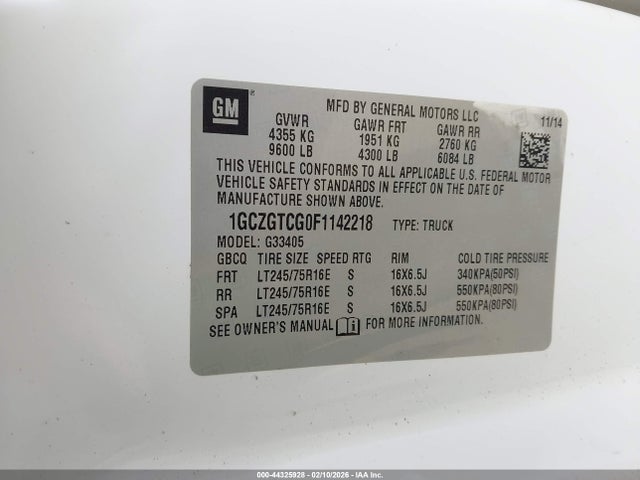 GM
MFD BY GENERAL MOTORS LLC
11/14
GVWR GAWR FRT GAWR RR
4355 KG 1951 KG 2760 KG
9600 LB 4300 LB 6084 LB
THIS VEHICLE CONFORMS TO ALL APPLICABLE U.S. FEDERAL MOTOR
VEHICLE SAFETY STANDARDS IN EFFECT ON THE DATE OF
MANUFACTURE SHOWN ABOVE.
1GCZGTCG0F1142218 TYPE: TRUCK
MODEL: G33405
GBCQ TIRE SIZE SPEED RTG RIM COLD TIRE PRESSURE
FRT LT245/75R16E S 16X6.5J 340KPA(50PSI)
RR LT245/75R16E S 16X6.5J 550KPA(80PSI)
SPA LT245/75R16E S 16X6.5J 550KPA(80PSI)
SEE OWNER'S MANUAL FOR MORE INFORMATION.
000-44325928 - 02/10/2026 - IAA Inc.